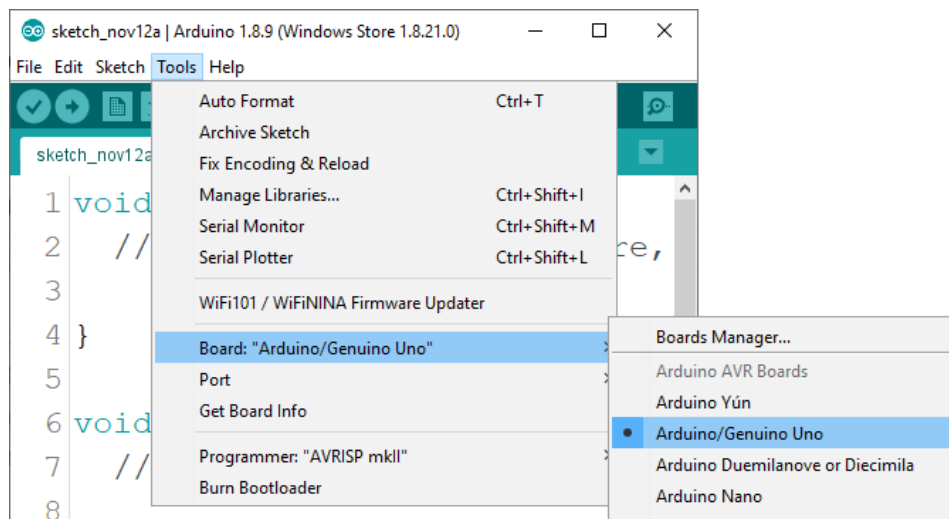 sketch_nov12a | Arduino 1.8.9 (Windows Store 1.8.21.0)
File Edit Sketch Tools Help
sketch_nov12a
1 void
2 // re,
3
4 }
5
6 void
7 //
8
Auto Format Ctrl+T
Archive Sketch
Fix Encoding & Reload
Manage Libraries... Ctrl+Shift+I
Serial Monitor Ctrl+Shift+M
Serial Plotter Ctrl+Shift+L
WiFi101 / WiFiNINA Firmware Updater
Board: "Arduino/Genuino Uno"
Port
Get Board Info
Programmer: "AVRISP mkII"
Burn Bootloader
Boards Manager...
Arduino AVR Boards
Arduino Yún
Arduino/Genuino Uno
Arduino Duemilanove or Diecimila
Arduino Nano